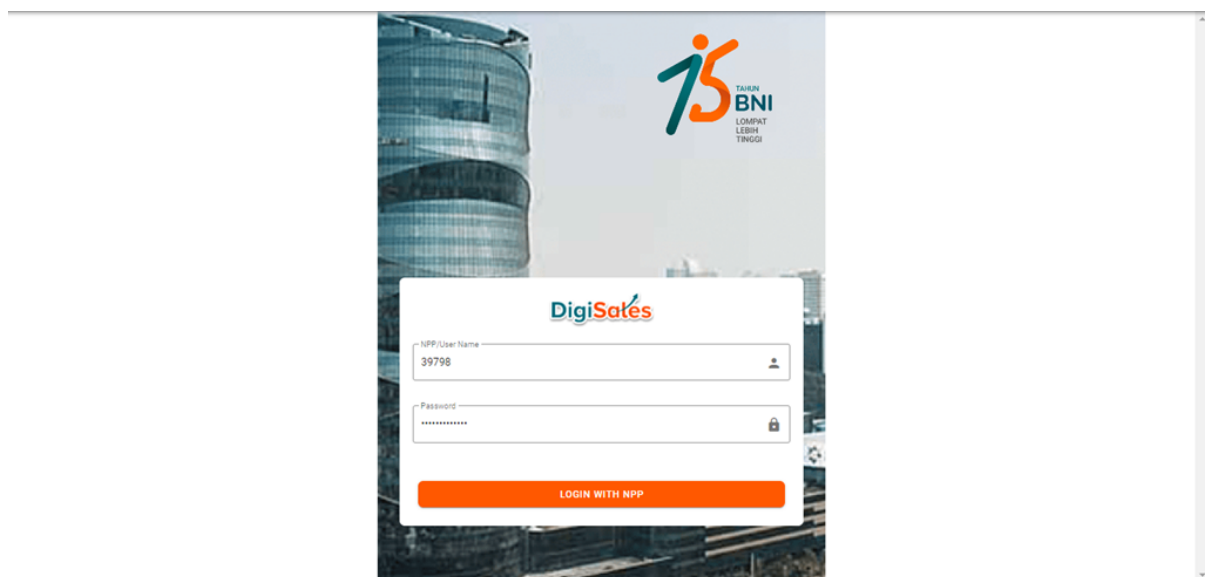 75
TAHUN
BNI
LOMPAT
LEBIH
TINGGI
DigiSales
NPP/User Name
39798
Password
•••••••••••••
LOGIN WITH NPP